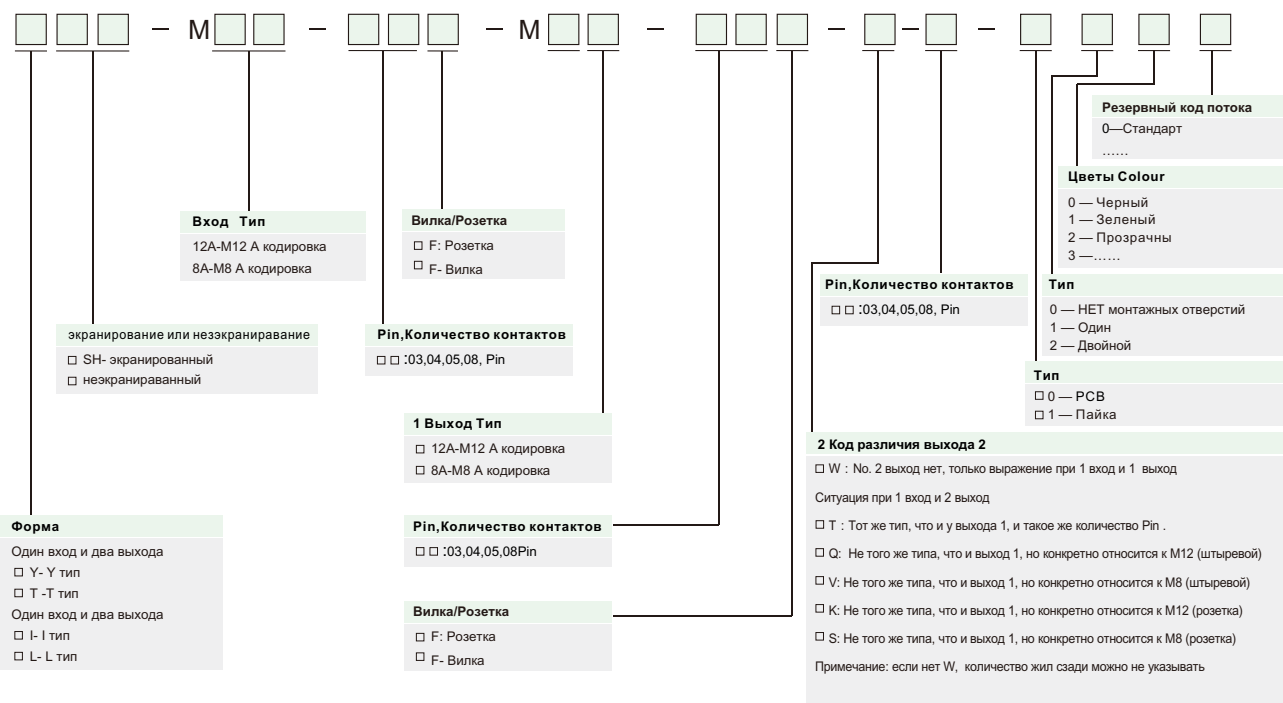 — M — — M — — — —
Резервный код потока
0—Стандарт
……
Цветы Colour
0 — Черный
1 — Зеленый
2 — Прозрачны
3 —……
Вход Тип
12A-M12 А кодировка
8A-M8 А кодировка
Вилка/Розетка
□ F: Розетка
□ F- Вилка
Pin,Количество контактов
□ □ :03,04,05,08, Pin
Тип
0 — НЕТ монтажных отверстий
1 — Один
2 — Двойной
экранирование или незэкранираваниe
□ SH- экранированный
□ неэкранираванный
Pin,Количество контактов
□ □ :03,04,05,08, Pin
Тип
□ 0 — PCB
□ 1 — Пайка
1 Выход Тип
□ 12A-M12 А кодировка
□ 8A-M8 А кодировка
2 Код различия выхода 2
□ W : No. 2 выход нет, только выражение при 1 вход и 1 выход
Ситуация при 1 вход и 2 выход
□ T : Тот же тип, что и у выхода 1, и такое же количество Pin .
□ Q: Не того же типа, что и выход 1, но конкретно относится к M12 (штыревой)
□ V: Не того же типа, что и выход 1, но конкретно относится к M8 (штыревой)
□ K: Не того же типа, что и выход 1, но конкретно относится к M12 (розетка)
□ S: Не того же типа, что и выход 1, но конкретно относится к M8 (розетка)
Примечание: если нет W, количество жил сзади можно не указывать
Форма
Один вход и два выхода
□ Y- Y тип
□ T -T тип
Один вход и два выхода
□ I- I тип
□ L- L тип
Pin,Количество контактов
□ □ :03,04,05,08Pin
Вилка/Розетка
□ F: Розетка
□ F- Вилка